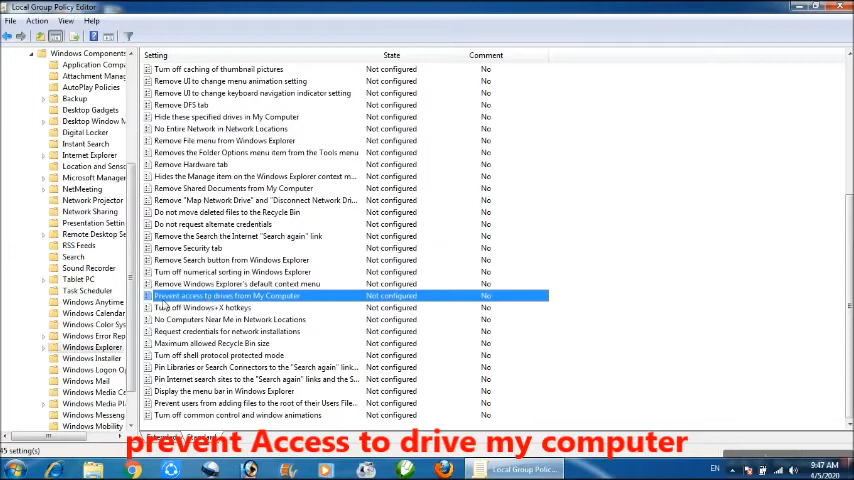 Local Group Policy Editor
File Action View Help
Windows Components
Application Compa
Attachment Manag
AutoPlay Policies
Backup
Desktop Gadgets
Desktop Window M
Digital Locker
Instant Search
Internet Explorer
Location and Senso
Microsoft Manager
NetMeeting
Network Projector
Network Sharing
Presentation Settin
Remote Desktop Se
RSS Feeds
Search
Sound Recorder
Tablet PC
Task Scheduler
Windows Anytime
Windows Calendar
Windows Color Sys
Windows Error Rep
Windows Explorer
Windows Installer
Windows Logon Op
Windows Mail
Windows Media Ce
Windows Media Pl
Windows Messeng
Windows Mobility
Setting State Comment
Turn off caching of thumbnail pictures Not configured No
Remove UI to change menu animation setting Not configured No
Remove UI to change keyboard navigation indicator setting Not configured No
Remove DFS tab Not configured No
Hide these specified drives in My Computer Not configured No
No Entire Network in Network Locations Not configured No
Remove File menu from Windows Explorer Not configured No
Removes the Folder Options menu item from the Tools menu Not configured No
Remove Hardware tab Not configured No
Hides the Manage item on the Windows Explorer context m... Not configured No
Remove Shared Documents from My Computer Not configured No
Remove "Map Network Drive" and "Disconnect Network Dri... Not configured No
Do not move deleted files to the Recycle Bin Not configured No
Do not request alternate credentials Not configured No
Remove the Search the Internet "Search again" link Not configured No
Remove Security tab Not configured No
Remove Search button from Windows Explorer Not configured No
Turn off numerical sorting in Windows Explorer Not configured No
Remove Windows Explorer's default context menu Not configured No
Prevent access to drives from My Computer Not configured No
Turn off Windows+X hotkeys Not configured No
No Computers Near Me in Network Locations Not configured No
Request credentials for network installations Not configured No
Maximum allowed Recycle Bin size Not configured No
Turn off shell protocol protected mode Not configured No
Pin Libraries or Search Connectors to the "Search again" link... Not configured No
Pin Internet search sites to the "Search again" links and the S... Not configured No
Display the menu bar in Windows Explorer Not configured No
Prevent users from adding files to the root of their Users File... Not configured No
Turn off common control and window animations Not configured No
Extended Standard
prevent Access to drive my computer
45 setting(s)
Local Group Polic...
EN
9:47 AM
4/5/2020